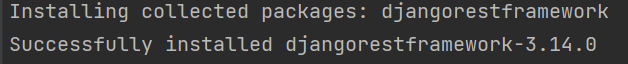 Installing collected packages: djangorestframework
Successfully installed djangorestframework-3.14.0